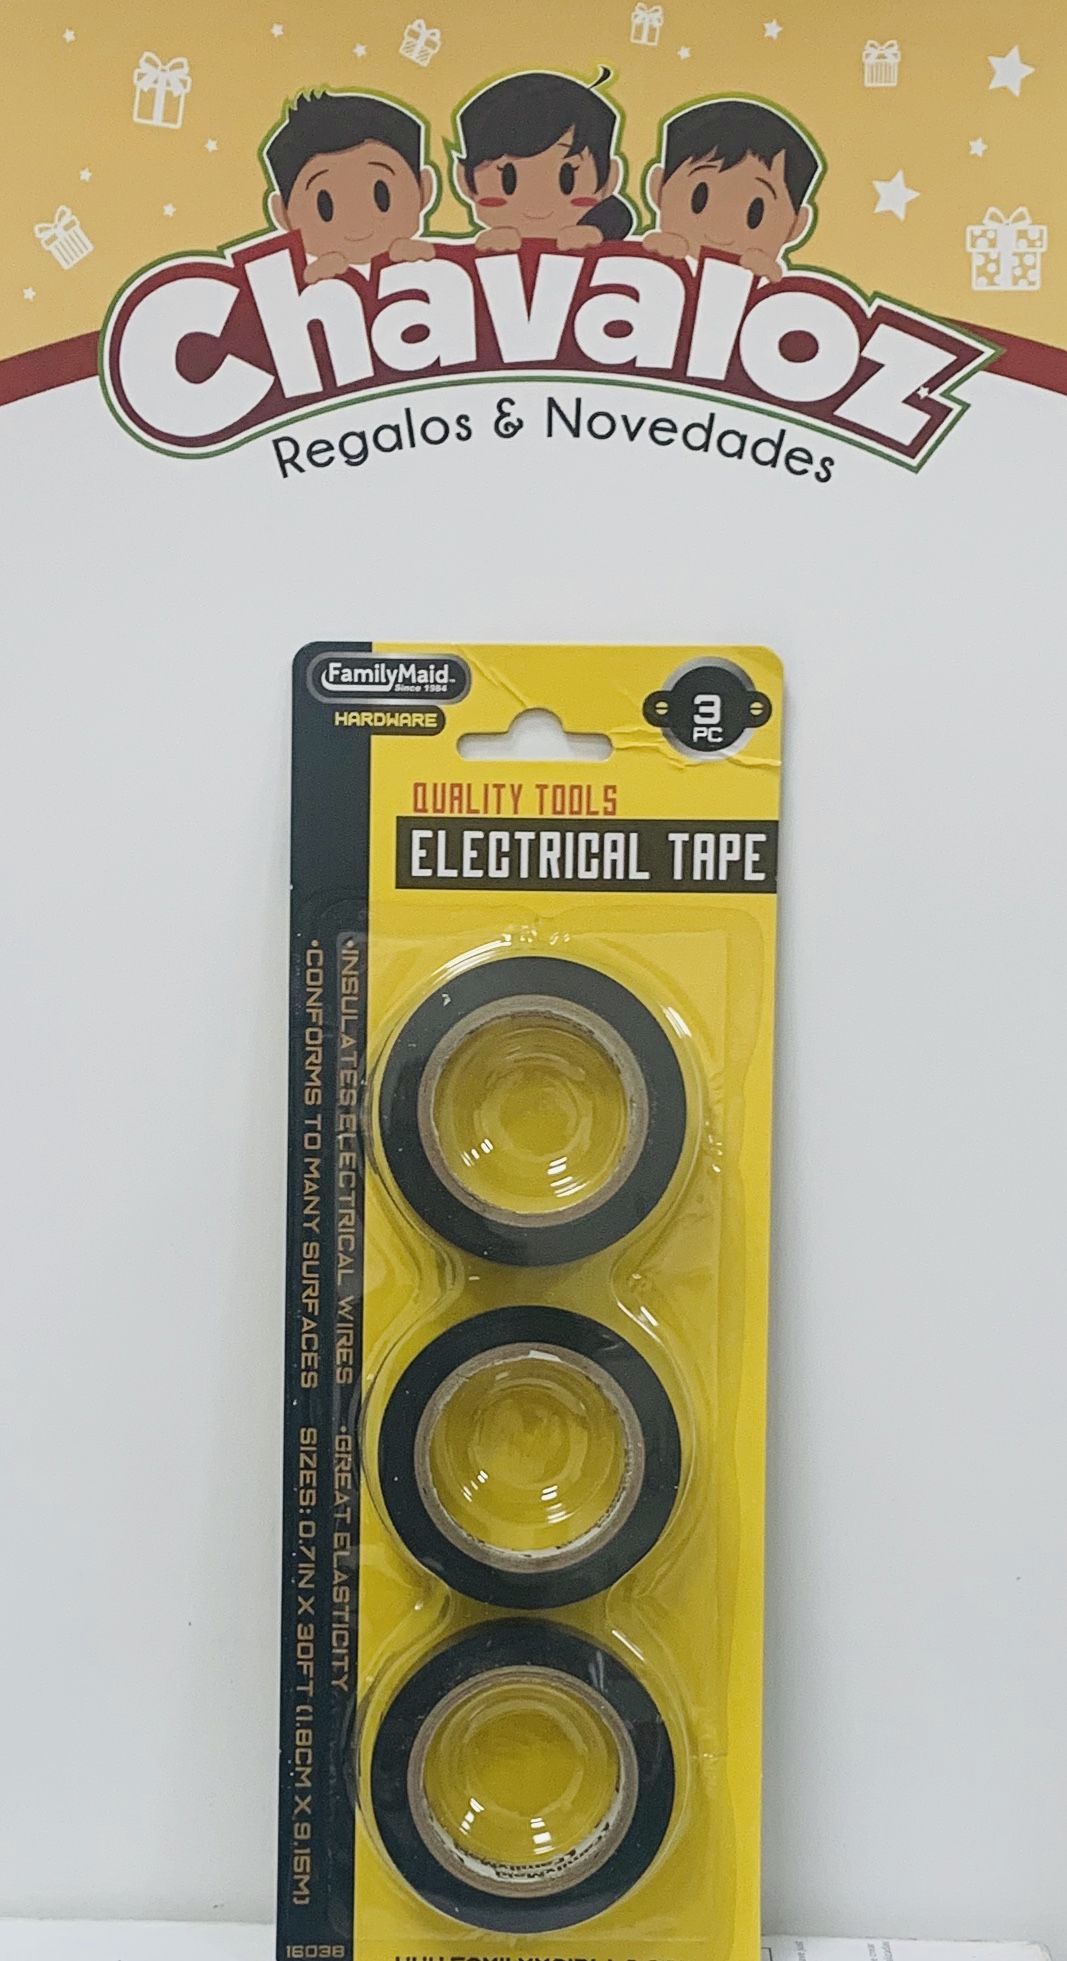 Chavaloz
Regalos & Novedades
FamilyMaid
Since 1984
HARDWARE
3
PC
QUALITY TOOLS
ELECTRICAL TAPE
•INSULATES ELECTRICAL WIRES •GREAT ELASTICITY
•CONFORMS TO MANY SURFACES SIZES: 0.7IN X 30FT (1.8CM X 9.15M)
16038